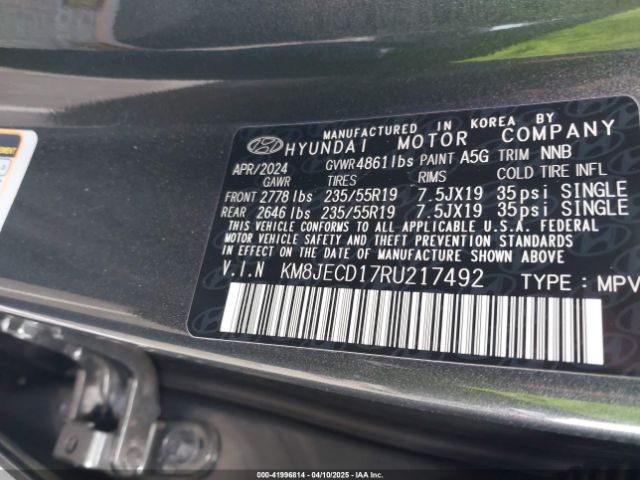 MANUFACTURED IN KOREA BY
HYUNDAI MOTOR COMPANY
APR/2024 GVWR 4861 lbs PAINT A5G TRIM NNB
GAWR TIRES RIMS COLD TIRE INFL
FRONT 2778 lbs 235/55R19 7.5JX19 35psi SINGLE
REAR 2646 lbs 235/55R19 7.5JX19 35psi SINGLE
THIS VEHICLE CONFORMS TO ALL APPLICABLE U.S.A. FEDERAL
MOTOR VEHICLE SAFETY AND THEFT PREVENTION STANDARDS
IN EFFECT ON THE DATE OF MANUFACTURE SHOWN ABOVE
V.I.N KM8JECD17RU217492 TYPE : MPV
000-41996814 - 04/10/2025 - IAAI.COM